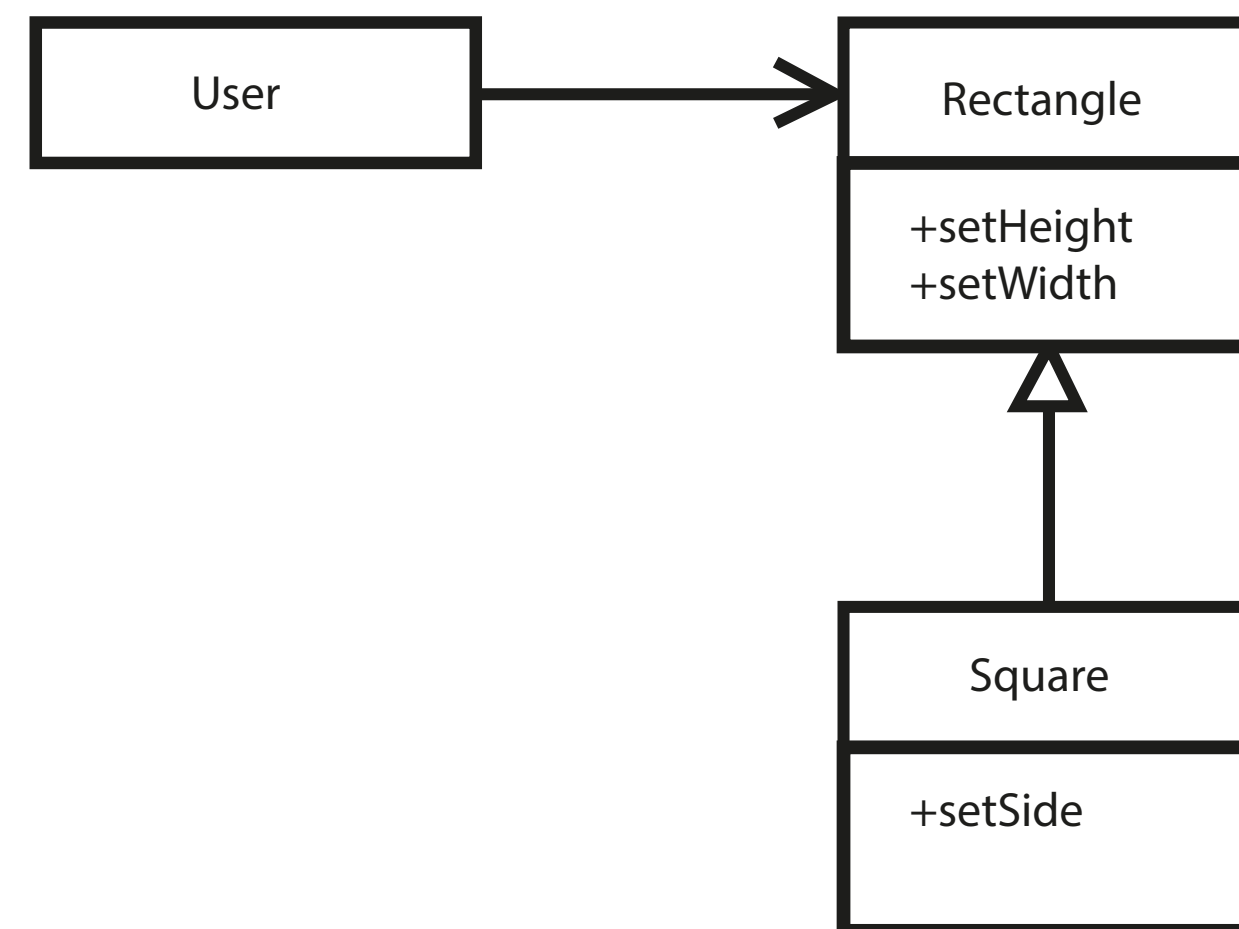 User
Rectangle
+setHeight
+setWidth
Square
+setSide